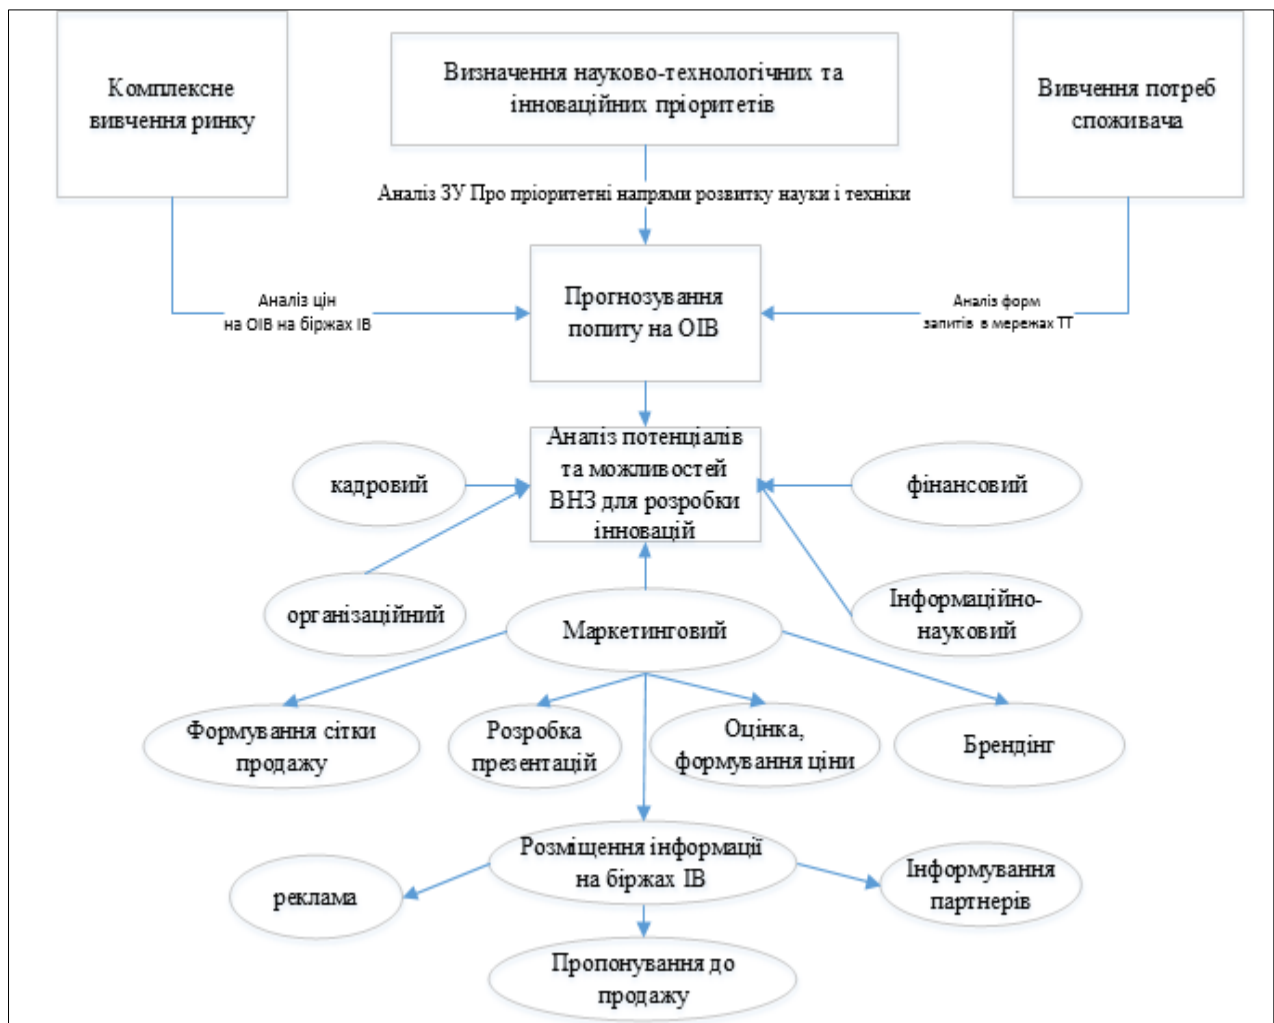 Комплексне
вивчення ринку
Визначення науково-технологічних та
інноваційних пріоритетів
Вивчення потреб
споживача
Аналіз ЗУ Про пріоритетні напрями розвитку науки і техніки
Аналіз цін
на ОІВ на біржах ІВ
Прогнозування
попиту на ОІВ
Аналіз форм
запитів в мережах ТТ
Аналіз потенціалів
та можливостей
ВНЗ для розробки
інновацій
кадровий
фінансовий
організаційний
Маркетинговий
Інформаційно-
науковий
Формування сітки
продажу
Розробка
презентацій
Оцінка,
формування ціни
Брендінг
Розміщення інформації
на біржах ІВ
реклама
Інформування
партнерів
Пропонування до
продажу